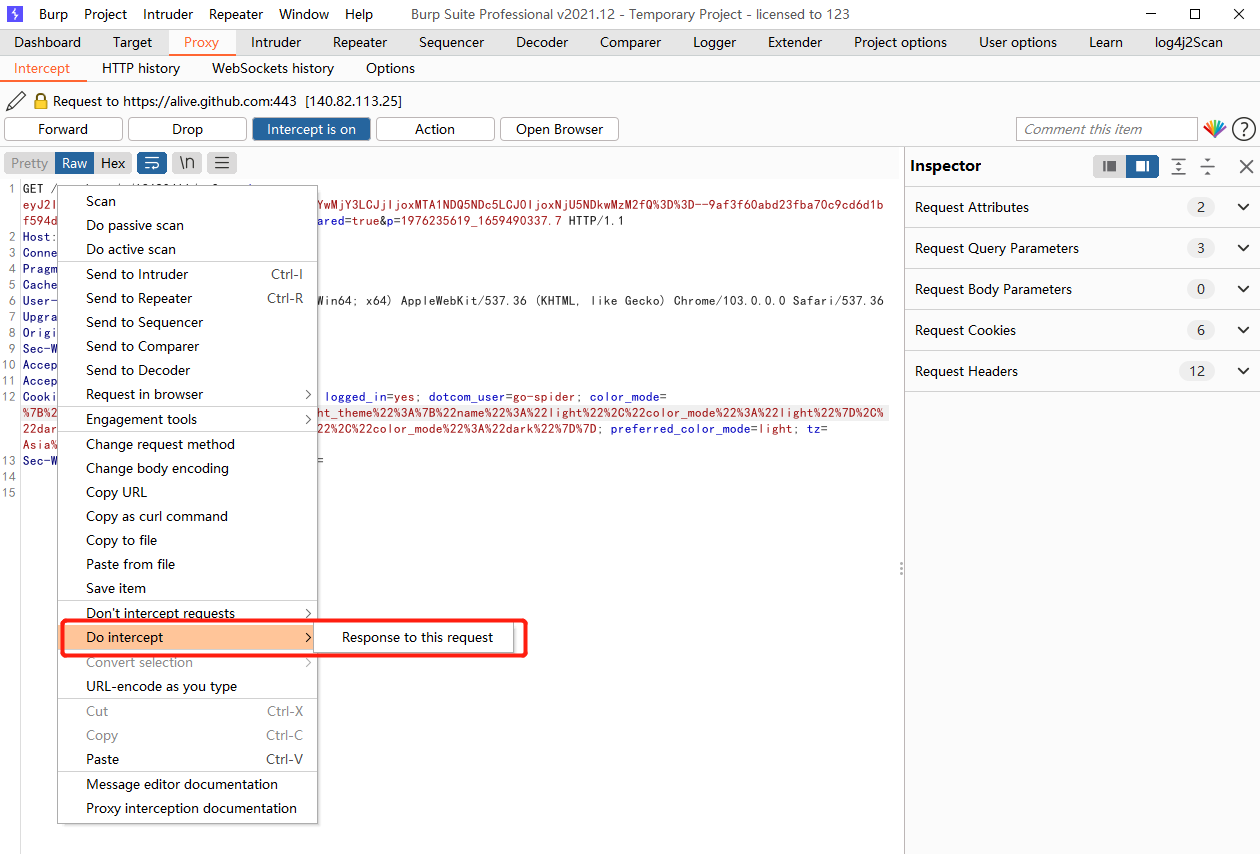 Burp Project Intruder Repeater Window Help Burp Suite Professional v2021.12 - Temporary Project - licensed to 123
Dashboard Target Proxy Intruder Repeater Sequencer Decoder Comparer Logger Extender Project options User options Learn log4j2Scan
Intercept HTTP history WebSockets history Options
Request to https://alive.github.com:443 [140.82.113.25]
Forward Drop Intercept is on Action Open Browser Comment this item ?
Pretty Raw Hex \n
Inspector
Request Attributes 2
Request Query Parameters 3
Request Body Parameters 0
Request Cookies 6
Request Headers 12
1 GET /
eyJ2l YwMjY3LCJjIjoxMTA1NDQ5NDc5LCJ0IjoxNjU5NDkwMzM2fQ%3D%3D--9af3f60abd23fba70c9cd6d1b
f594d ared=true&p=1976235619_1659490337.7 HTTP/1.1
2 Host:
3 Conne
4 Pragm
5 Cache
6 User- Win64; x64) AppleWebKit/537.36 (KHTML, like Gecko) Chrome/103.0.0.0 Safari/537.36
7 Upgra
8 Origi
9 Sec-W
10 Accep
11 Accep
12 Cooki logged_in=yes; dotcom_user=go-spider; color_mode=
%7B%2 ht_theme%22%3A%7B%22name%22%3A%22light%22%2C%22color_mode%22%3A%22light%22%7D%2C%
22dar 22%2C%22color_mode%22%3A%22dark%22%7D%7D; preferred_color_mode=light; tz=
Asia%
13 Sec-W =
14
15
Scan
Do passive scan
Do active scan
Send to Intruder Ctrl-I
Send to Repeater Ctrl-R
Send to Sequencer
Send to Comparer
Send to Decoder
Request in browser
Engagement tools
Change request method
Change body encoding
Copy URL
Copy as curl command
Copy to file
Paste from file
Save item
Don't intercept requests
Do intercept Response to this request
Convert selection
URL-encode as you type
Cut Ctrl-X
Copy Ctrl-C
Paste Ctrl-V
Message editor documentation
Proxy interception documentation